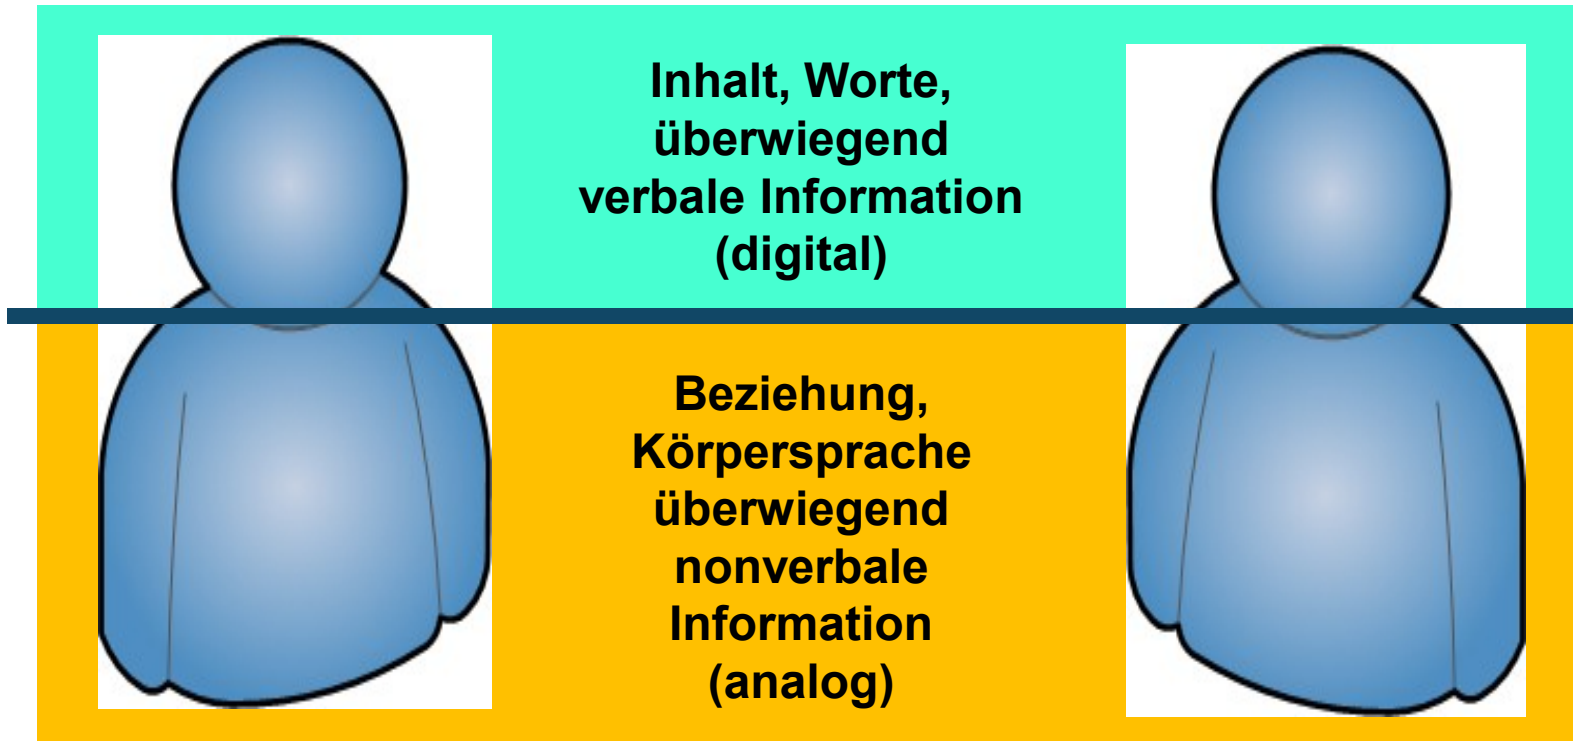 Inhalt, Worte,
überwiegend
verbale Information
(digital)
Beziehung,
Körpersprache
überwiegend
nonverbale
Information
(analog)